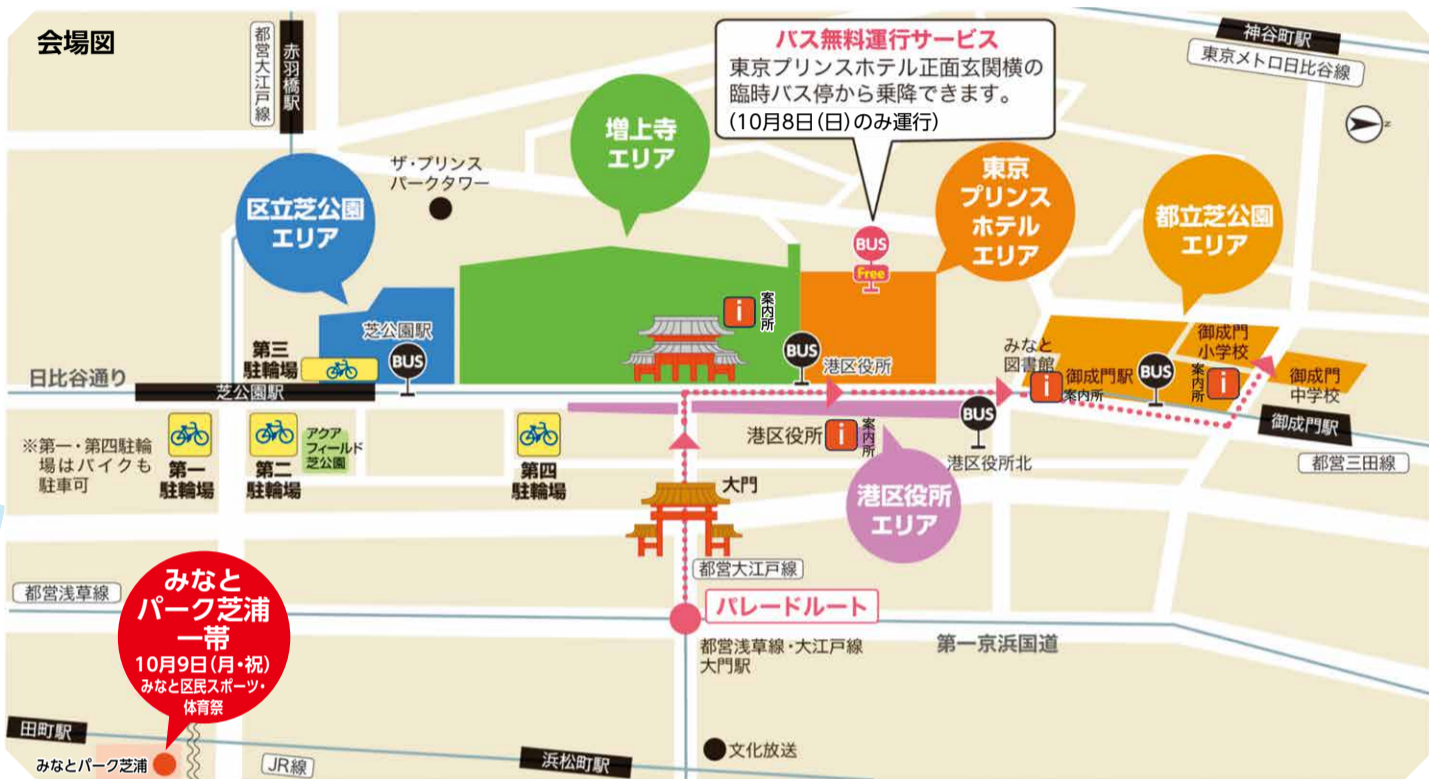 会場図
都営大江戸線
赤羽橋駅
バス無料運行サービス
東京プリンスホテル正面玄関横の
臨時バス停から乗降できます。
(10月8日(日)のみ運行)
神谷町駅
東京メトロ日比谷線
N
増上寺
エリア
ザ・プリンス
パークタワー
区立芝公園
エリア
東京
プリンス
ホテル
エリア
都立芝公園
エリア
BUS
Free
i
案内所
芝公園駅
BUS
第三
駐輪場
BUS
港区役所
みなと
図書館
i
案内所
御成門駅
BUS
御成門
小学校
案内所
i
御成門
中学校
日比谷通り
芝公園駅
御成門駅
都営三田線
※第一・第四駐輪
場はバイクも
駐車可
第一
駐輪場
第二
駐輪場
アクア
フィールド
芝公園
第四
駐輪場
港区役所
i
案内所
BUS
港区役所北
大門
港区役所
エリア
都営大江戸線
都営浅草線
パレードルート
都営浅草線・大江戸線
大門駅
第一京浜国道
みなと
パーク芝浦
一帯
10月9日(月・祝)
みなと区民スポーツ・
体育祭
田町駅
みなとパーク芝浦
JR線
浜松町駅
文化放送